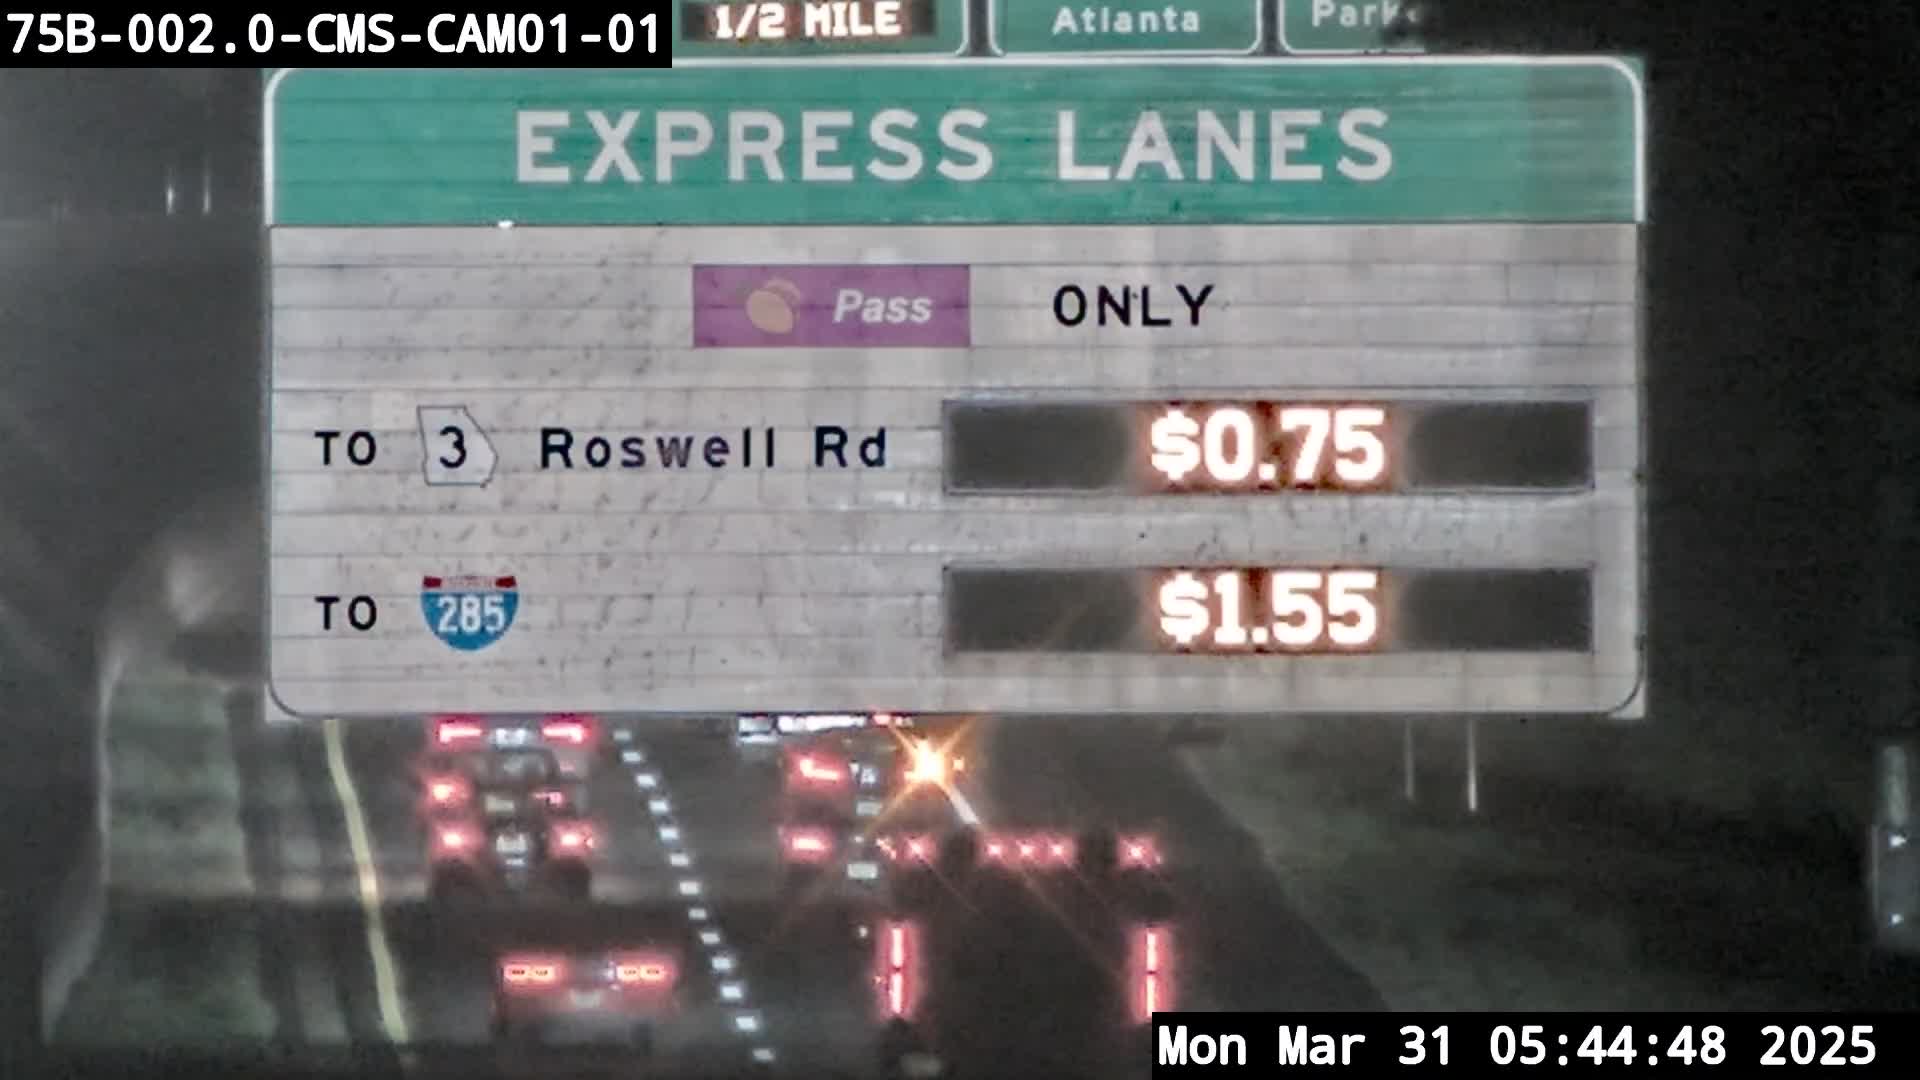 75B-002.0-CMS-CAM01-01
1/2 MILE
Atlanta
EXPRESS LANES
Pass ONLY
TO 3 Roswell Rd $0.75
TO 285 $1.55
Mon Mar 31 05:44:48 2025